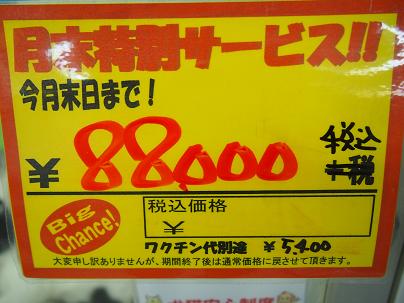 月末特別サービス!!
今月末日まで!
¥ 88,000 税込
+税
Big Chance!
税込価格
¥
ワクチン代別途 ¥5400
大変申し訳ありませんが、期間終了後は通常価格に戻させて頂きます。